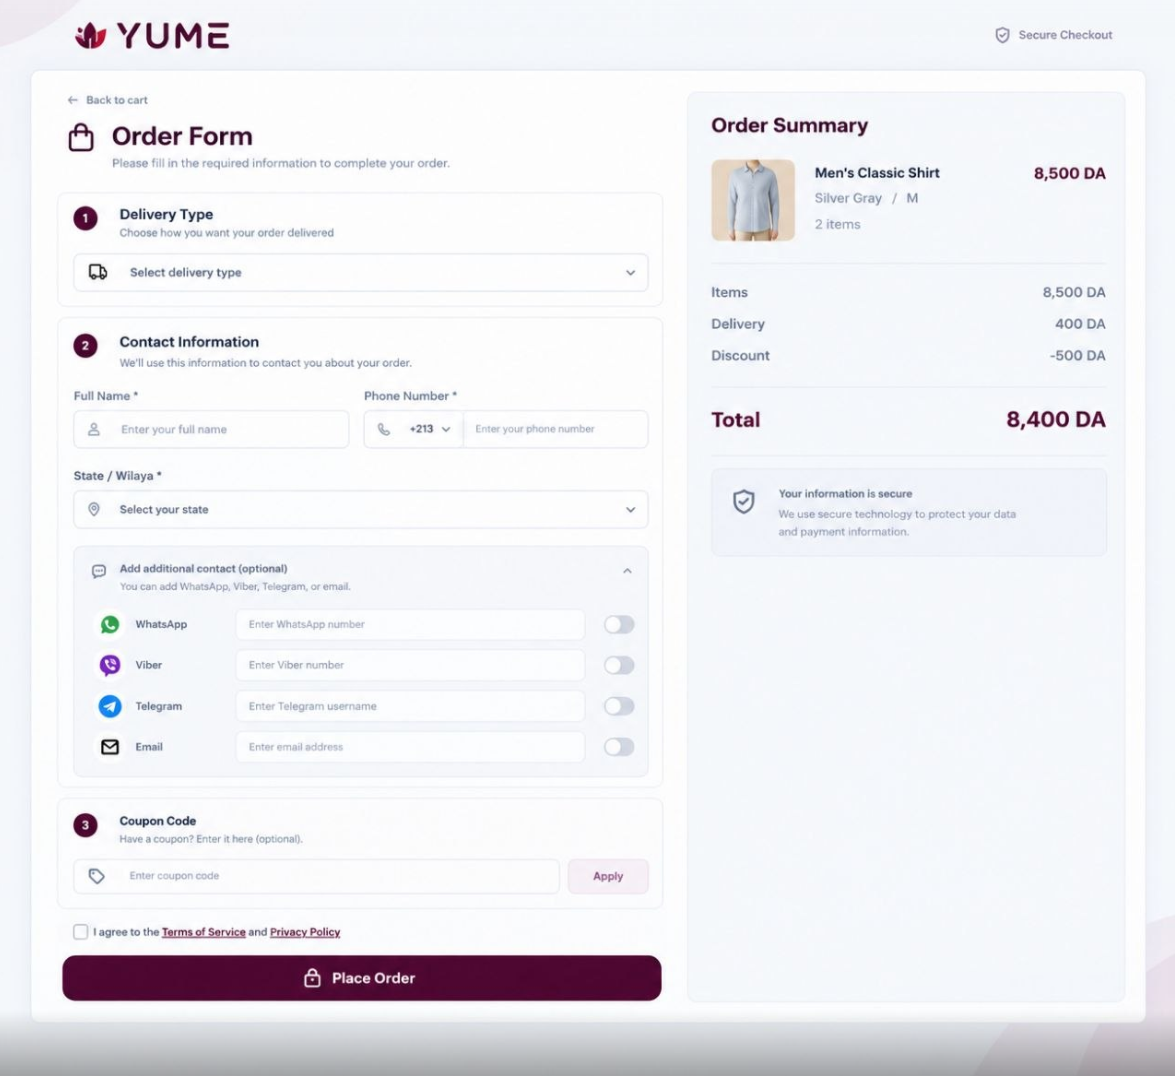 YUME
Secure Checkout
Back to cart
Order Form
Please fill in the required information to complete your order.
1
Delivery Type
Choose how you want your order delivered
Select delivery type
2
Contact Information
We'll use this information to contact you about your order.
Full Name *
Enter your full name
Phone Number *
+213
Enter your phone number
State / Wilaya *
Select your state
Add additional contact (optional)
You can add WhatsApp, Viber, Telegram, or email.
WhatsApp
Enter WhatsApp number
Viber
Enter Viber number
Telegram
Enter Telegram username
Email
Enter email address
3
Coupon Code
Have a coupon? Enter it here (optional).
Enter coupon code
Apply
I agree to the Terms of Service and Privacy Policy
Place Order
Order Summary
Men's Classic Shirt
8,500 DA
Silver Gray / M
2 items
Items 8,500 DA
Delivery 400 DA
Discount -500 DA
Total 8,400 DA
Your information is secure
We use secure technology to protect your data
and payment information.